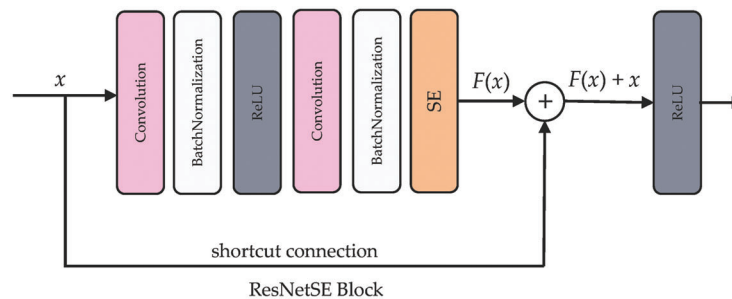 x
Convolution
BatchNormalization
ReLU
Convolution
BatchNormalization
SE
F(x)
+
F(x) + x
ReLU
shortcut connection
ResNetSE Block